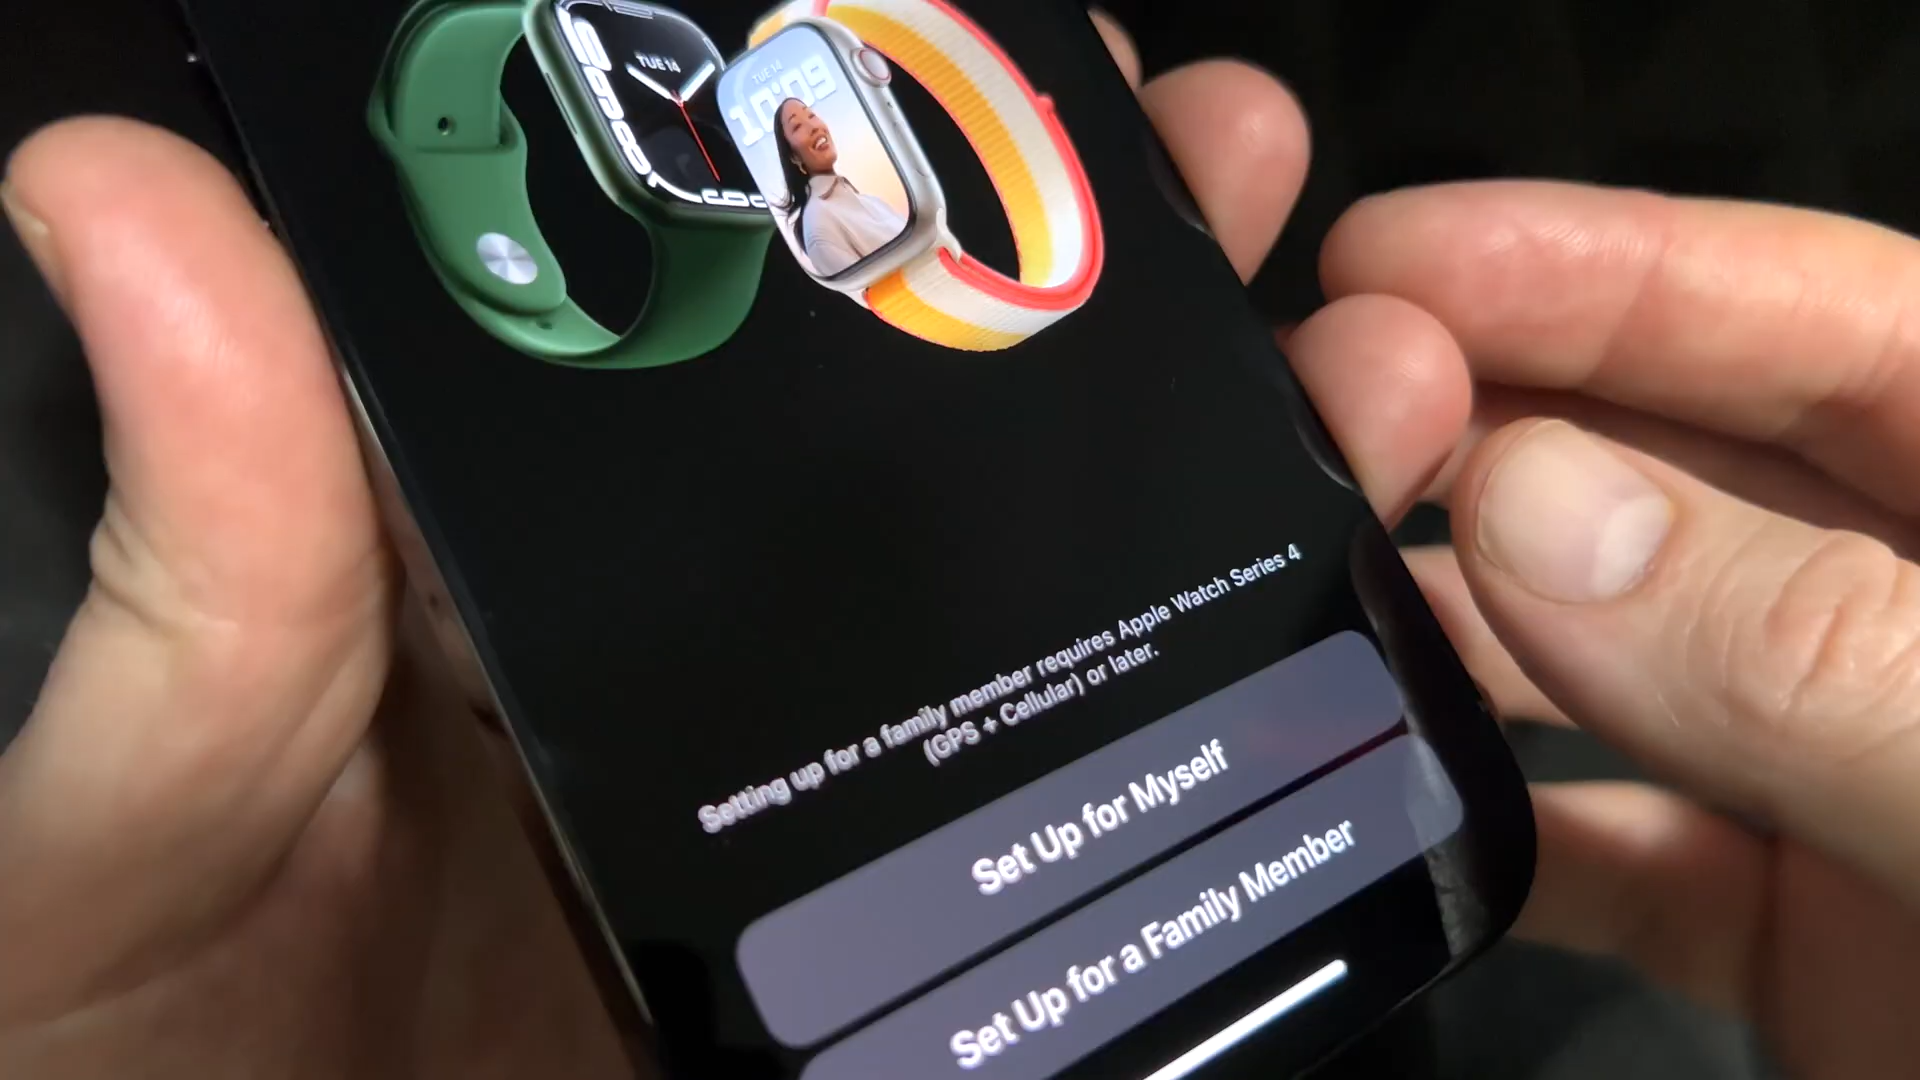 TUE 14
TUE 14
10:09
Setting up for a family member requires Apple Watch Series 4
(GPS + Cellular) or later.
Set Up for Myself
Set Up for a Family Member